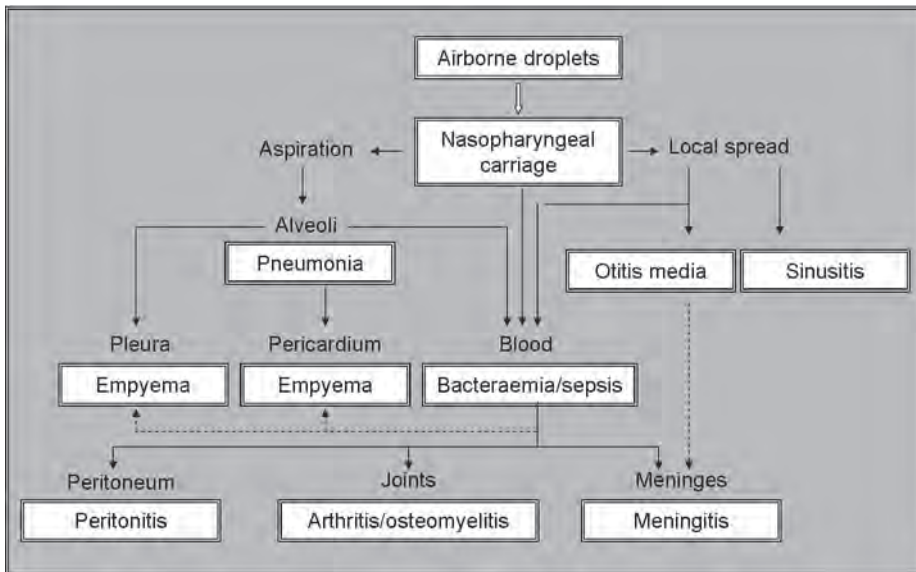 Airborne droplets
Aspiration
Nasopharyngeal
carriage
Local spread
Alveoli
Pneumonia
Otitis media
Sinusitis
Pleura
Pericardium
Blood
Empyema
Empyema
Bacteraemia/sepsis
Peritoneum
Joints
Meninges
Peritonitis
Arthritis/osteomyelitis
Meningitis